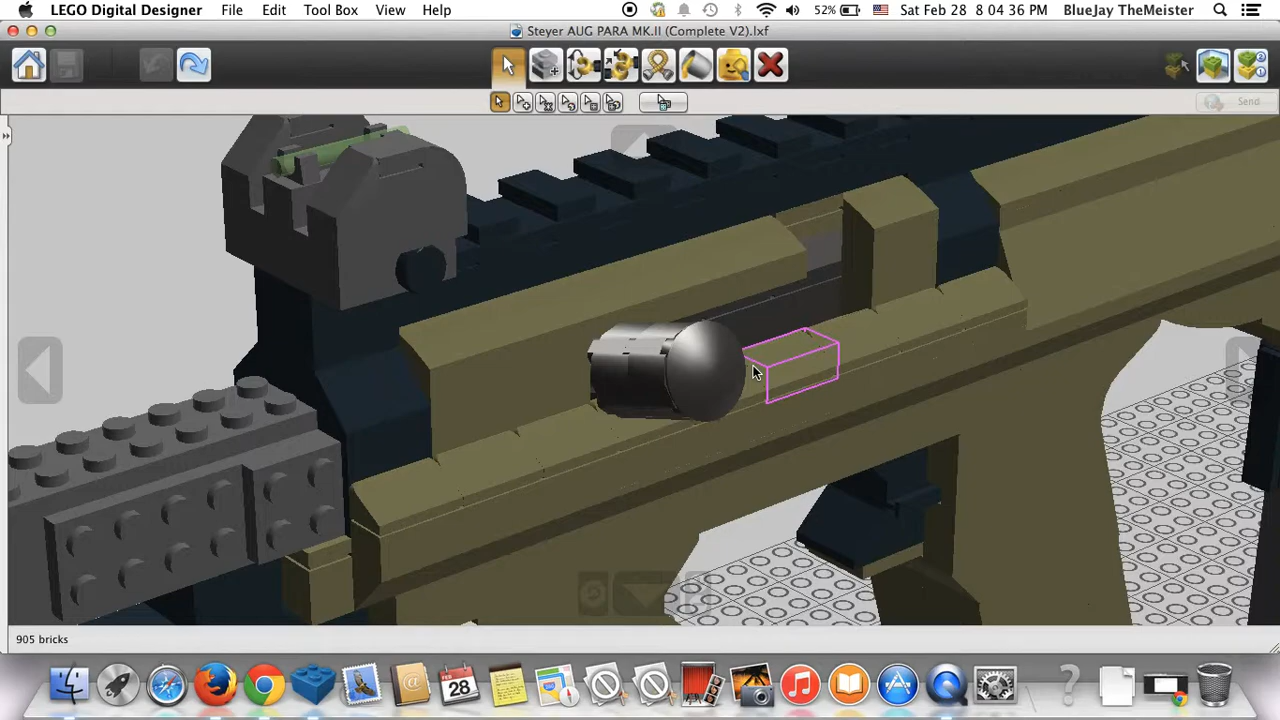 LEGO Digital Designer File Edit Tool Box View Help 52% Sat Feb 28 8:04:36 PM BlueJay TheMeister
Steyer AUG PARA MK.II (Complete V2).lxf
Send
905 bricks
28